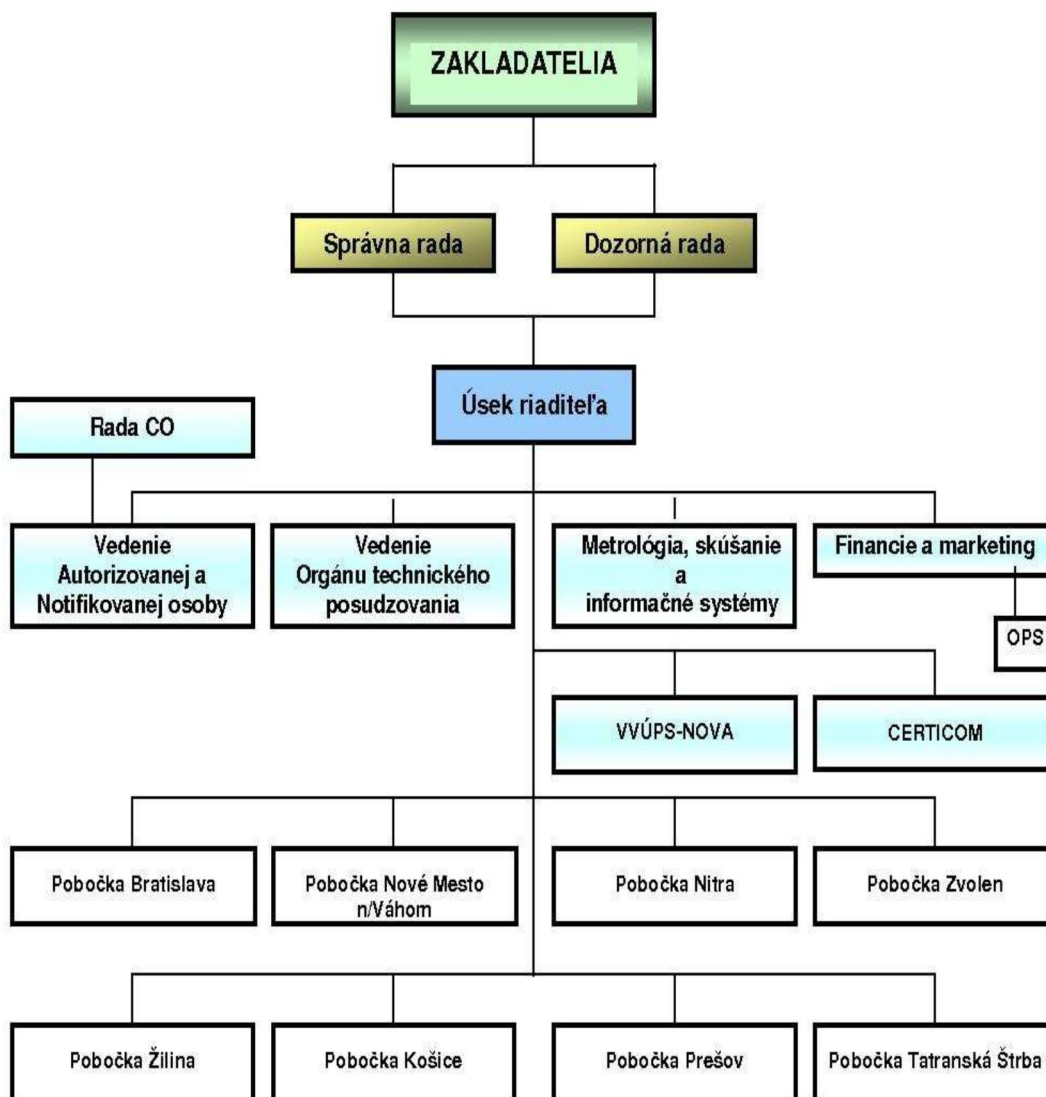 ZAKLADATELIA
Správna rada
Dozorná rada
Úsek riaditeľa
Rada CO
Vedenie
Autorizovanej a
Notifikovanej osoby
Vedenie
Orgánu technického
posudzovania
Metrológia, skúšanie
a
informačné systémy
Financie a marketing
OPS
VVÚPS-NOVA
CERTICOM
Pobočka Bratislava
Pobočka Nové Mesto
n/Váhom
Pobočka Nitra
Pobočka Zvolen
Pobočka Žilina
Pobočka Košice
Pobočka Prešov
Pobočka Tatranská Štrba